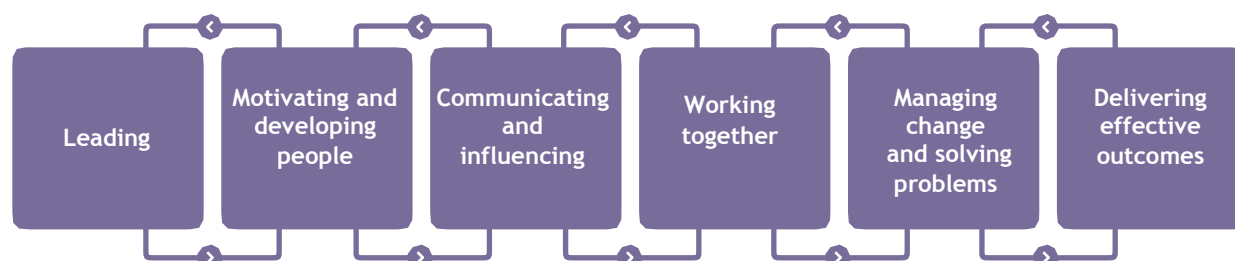 Leading
Motivating and
developing
people
Communicating
and
influencing
Working
together
Managing
change
and solving
problems
Delivering
effective
outcomes